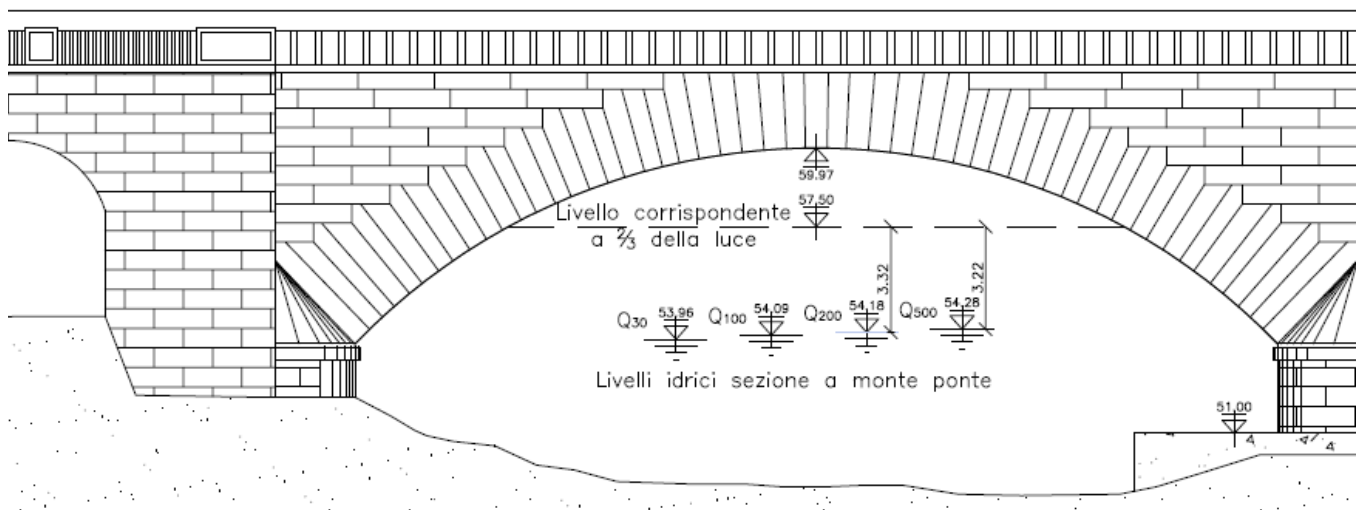 59.97
57.50
Livello corrispondente
a ⅔ della luce
3.32
3.22
Q30 53.96 Q100 54.09 Q200 54.18 Q500 54.28
Livelli idrici sezione a monte ponte
51.00